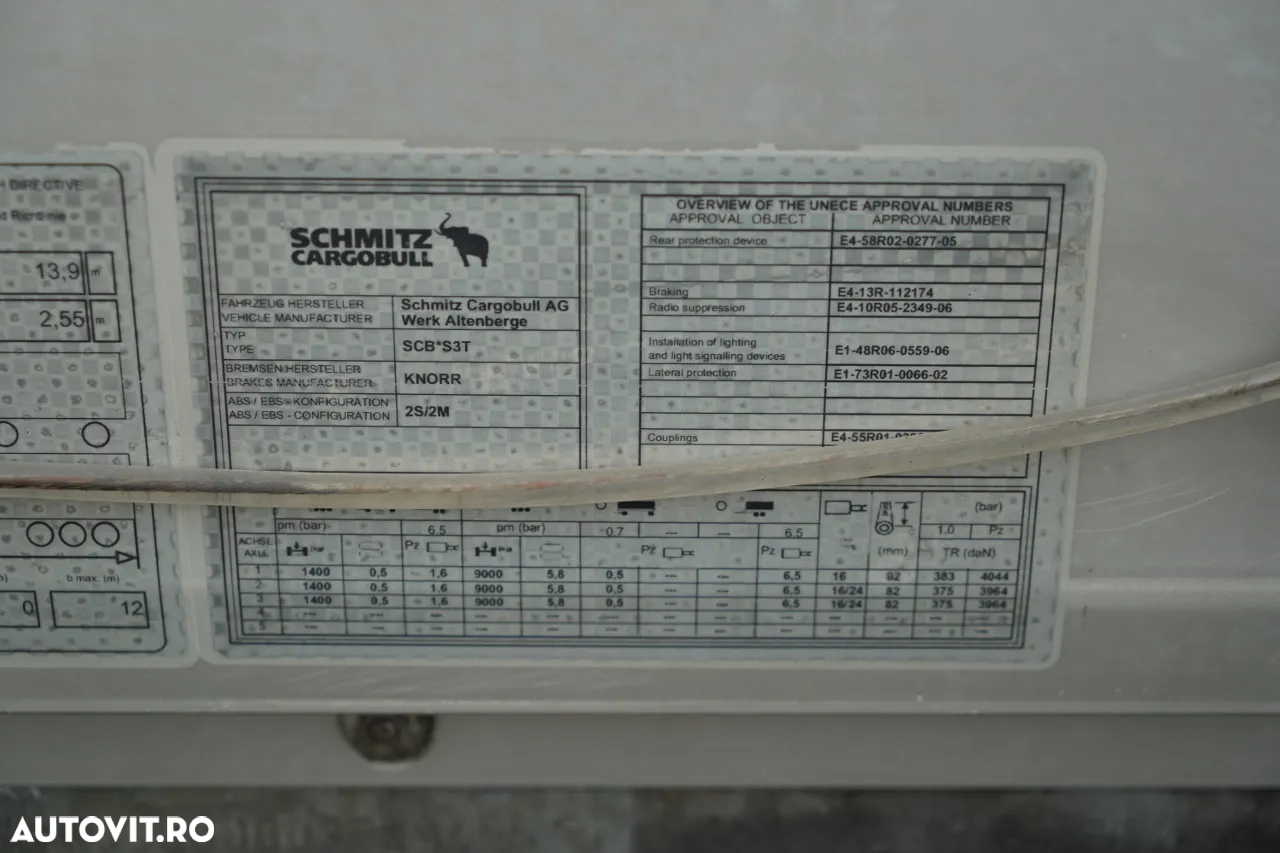 H DIRECTIVE
Richtlinie
13,9 m
2,55 m
b max. (m)
0 12
SCHMITZ
CARGOBULL
FAHRZEUG HERSTELLER
VEHICLE MANUFACTURER
Schmitz Cargobull AG
Werk Altenberge
TYP
TYPE
SCB*S3T
BREMSEN HERSTELLER
BRAKES MANUFACTURER
KNORR
ABS / EBS - KONFIGURATION
ABS / EBS - CONFIGURATION
2S/2M
OVERVIEW OF THE UNECE APPROVAL NUMBERS
APPROVAL OBJECT APPROVAL NUMBER
Rear protection device E4-58R02-0277-05
Braking E4-13R-112174
Radio suppression E4-10R05-2349-06
Installation of lighting
and light signalling devices
E1-48R06-0559-06
Lateral protection E1-73R01-0066-02
Couplings E4-55R01-
pm (bar) 6.5 pm (bar) 0.7 --- --- 6.5 (bar)
1,0 Pz
ACHSE
AXLE
Pz Pz Pz (mm) TR (daN)
1 1400 0,5 1,6 9000 5,8 0,5 --- --- 6,5 16 82 383 4044
2 1400 0,5 1,6 9000 5,8 0,5 --- --- 6,5 16/24 82 375 3964
3 1400 0,5 1,6 9000 5,8 0,5 --- --- 6,5 16/24 82 375 3964
4 --- --- --- --- --- --- --- --- --- --- --- --- ---
5 --- --- --- --- --- --- --- --- --- --- --- --- ---
AUTOVIT.RO